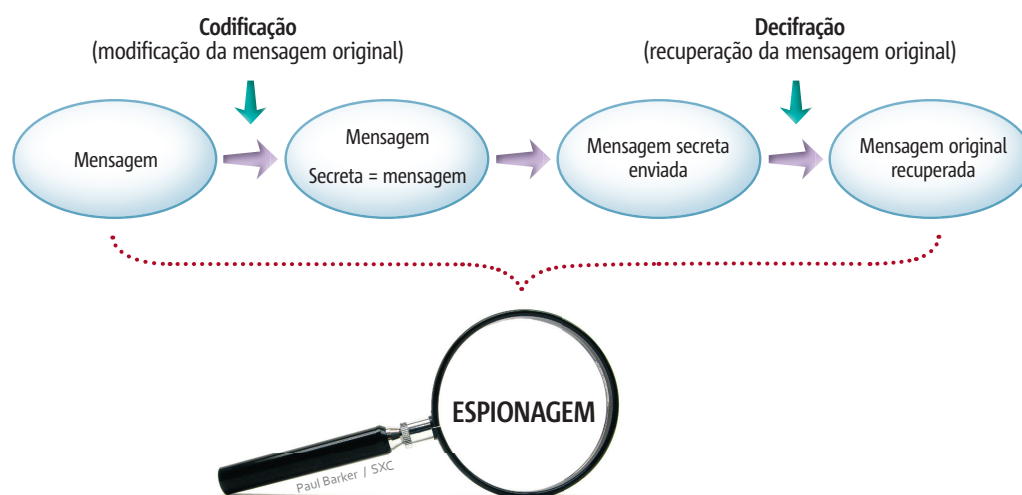 Codificação
(modificação da mensagem original)
Decifração
(recuperação da mensagem original)
Mensagem
Mensagem
Secreta = mensagem
Mensagem secreta
enviada
Mensagem original
recuperada
ESPIONAGEM
Paul Barker / SXC